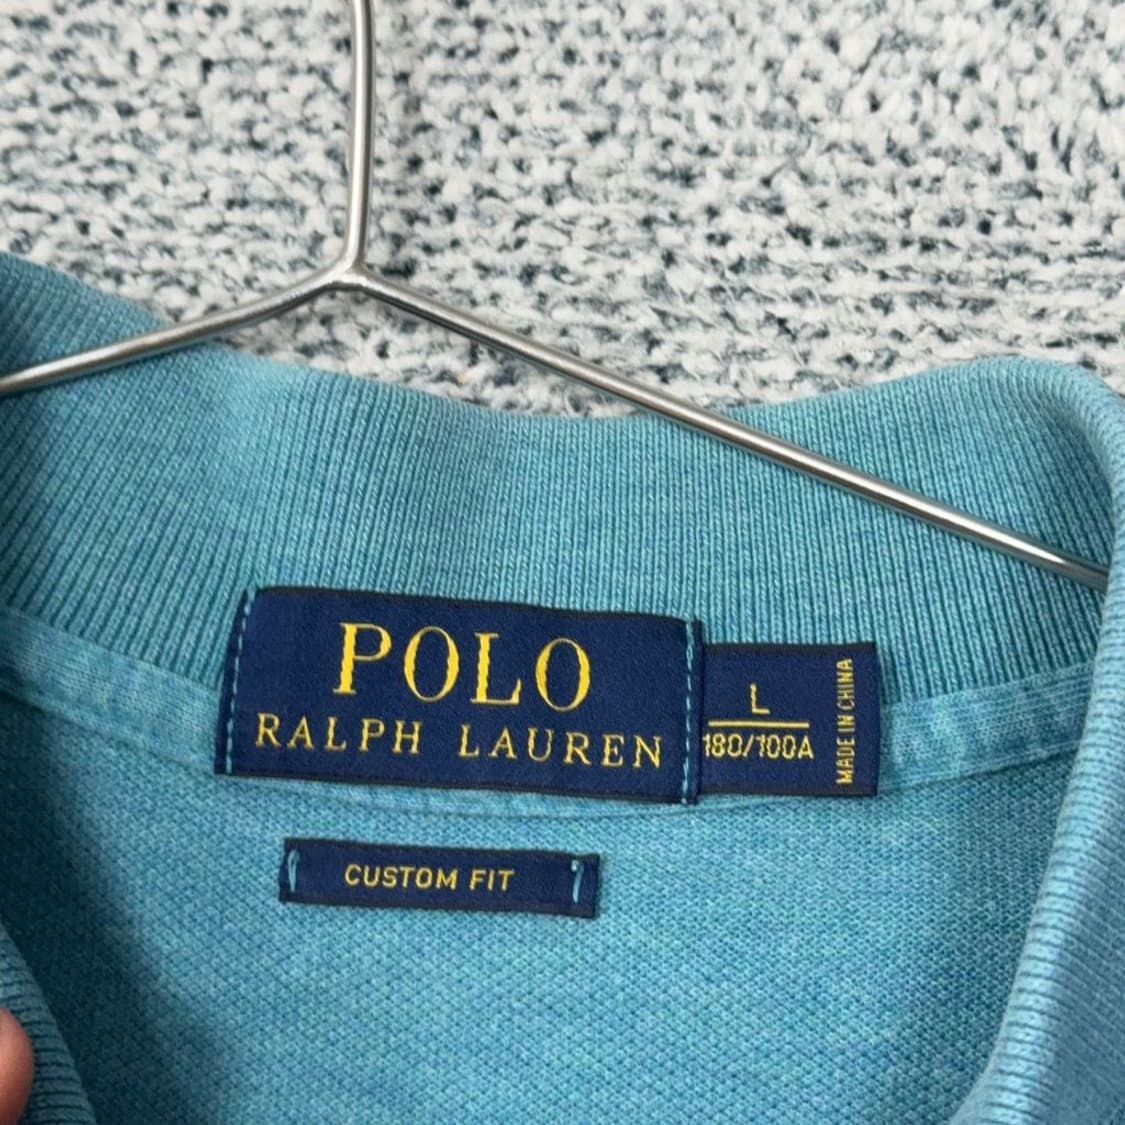 POLO
RALPH LAUREN
L
180/100A
MADE IN CHINA
CUSTOM FIT